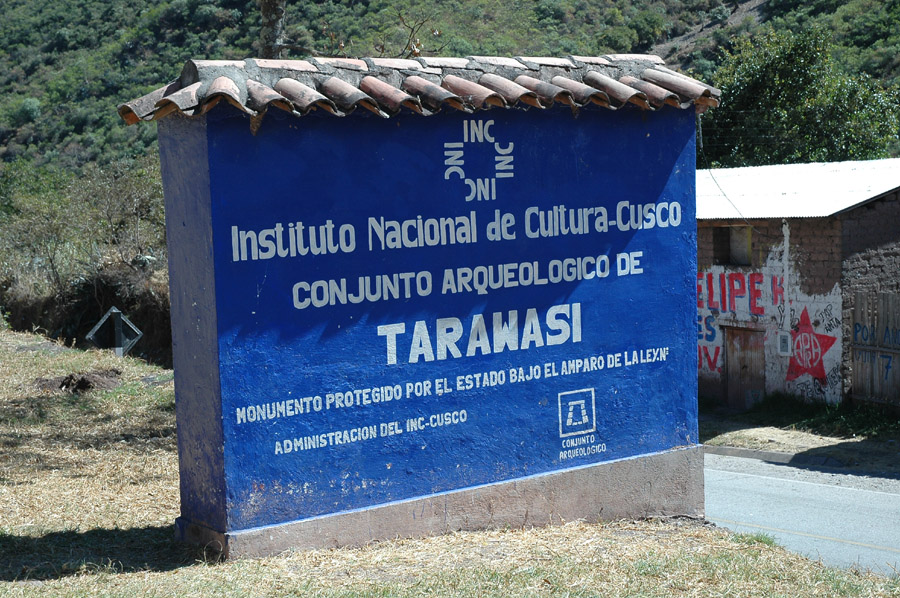 INC
INC
INC
INC
Instituto Nacional de Cultura-Cusco
CONJUNTO ARQUEOLOGICO DE
TARAWASI
MONUMENTO PROTEGIDO POR EL ESTADO BAJO EL AMPARO DE LA LEY.Nº
ADMINISTRACION DEL INC-CUSCO
CONJUNTO
ARQUEOLOGICO
FELIPE